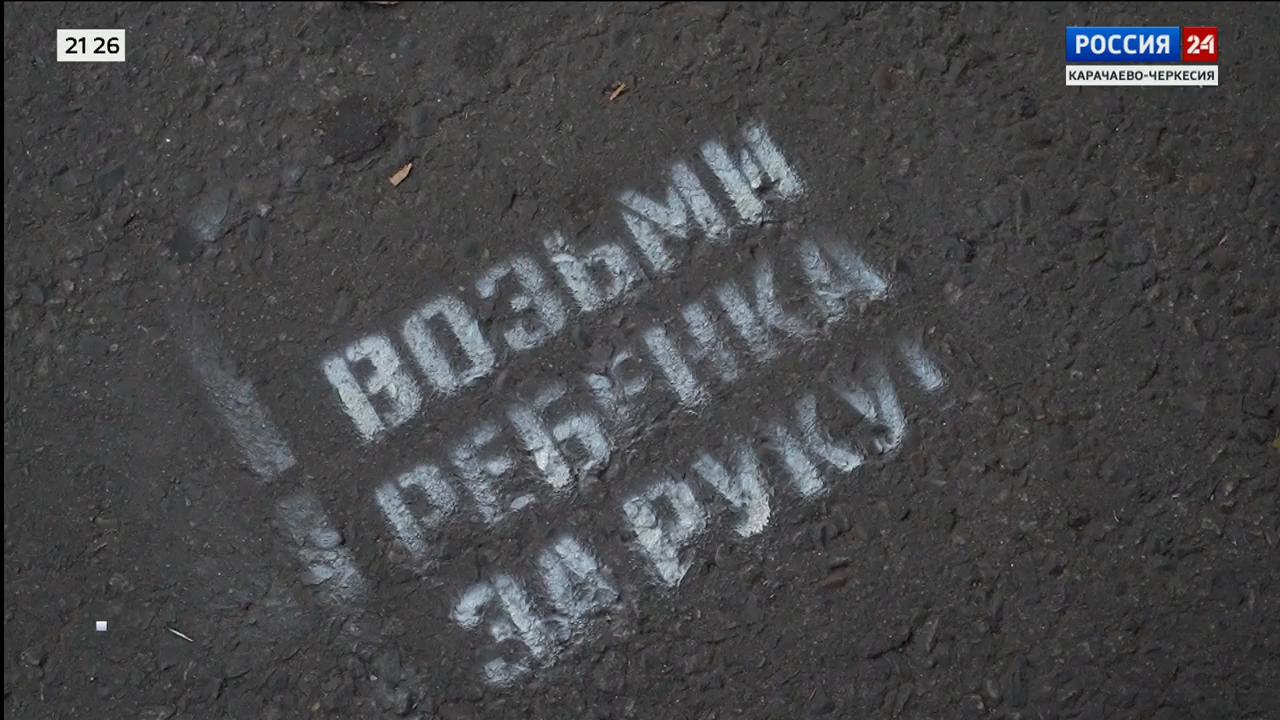 21 26
РОССИЯ 24
КАРАЧАЕВО-ЧЕРКЕСИЯ
ВОЗЬМИ
РЕБЕНКА
ЗА РУКУ!